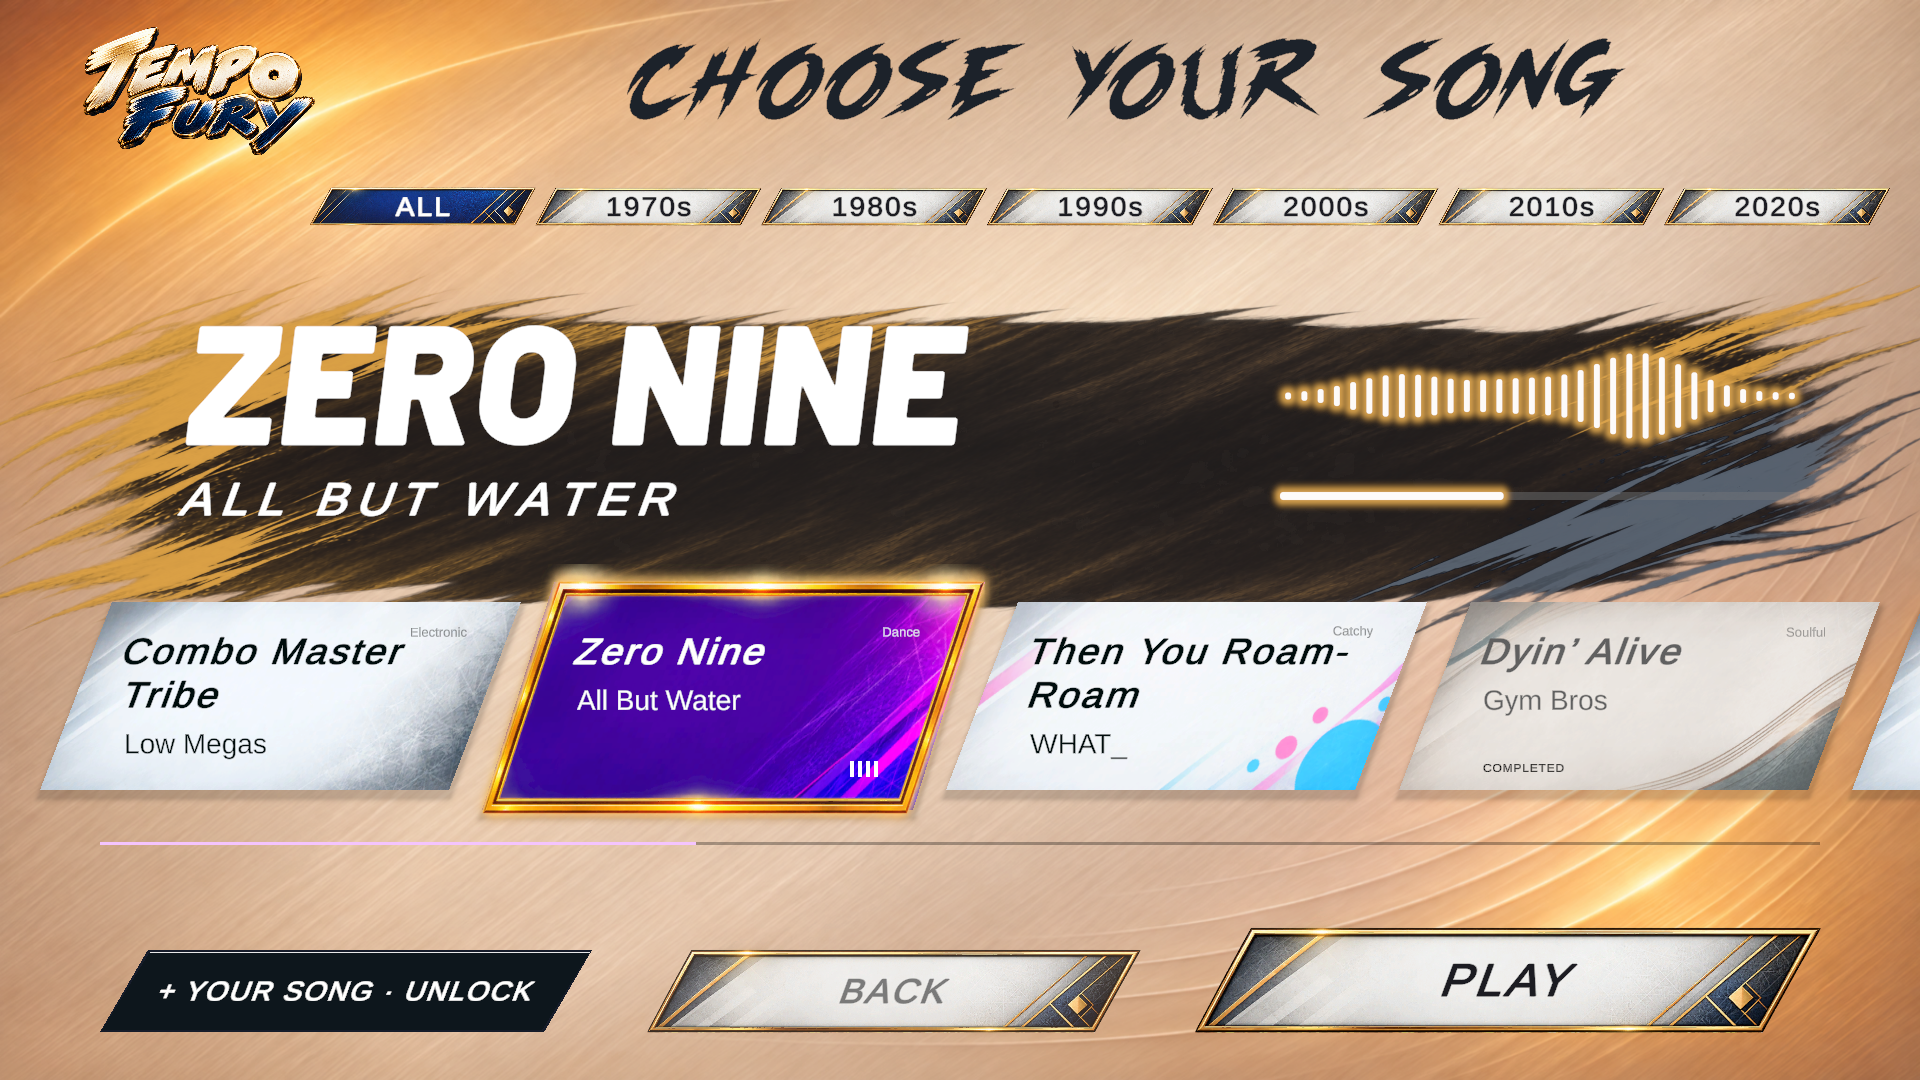 TEMPO
FURY
CHOOSE YOUR SONG
ALL
1970s
1980s
1990s
2000s
2010s
2020s
ZERO NINE
ALL BUT WATER
Electronic
Combo Master
Tribe
Low Megas
Dance
Zero Nine
All But Water
Catchy
Then You Roam-
Roam
WHAT_
Soulful
Dyin’ Alive
Gym Bros
COMPLETED
+ YOUR SONG · UNLOCK
BACK
PLAY